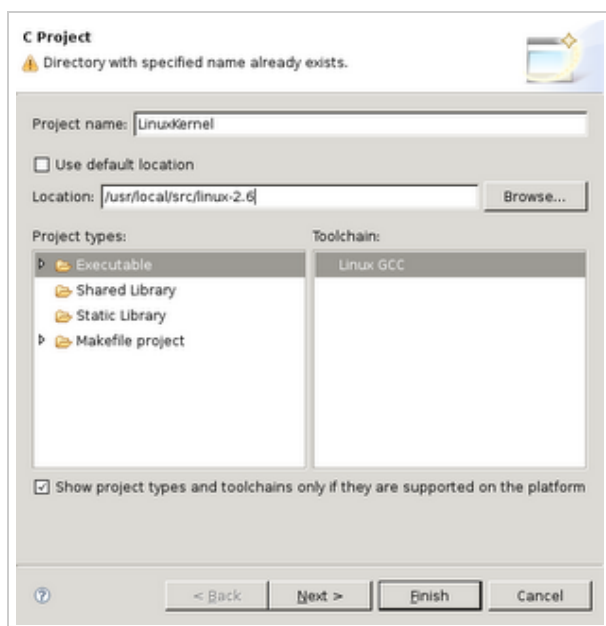 C Project
Directory with specified name already exists.
Project name: LinuxKernel
Use default location
Location: /usr/local/src/linux-2.6
Browse...
Project types:
Toolchain:
Executable
Linux GCC
Shared Library
Static Library
Makefile project
Show project types and toolchains only if they are supported on the platform
< Back
Next >
Finish
Cancel